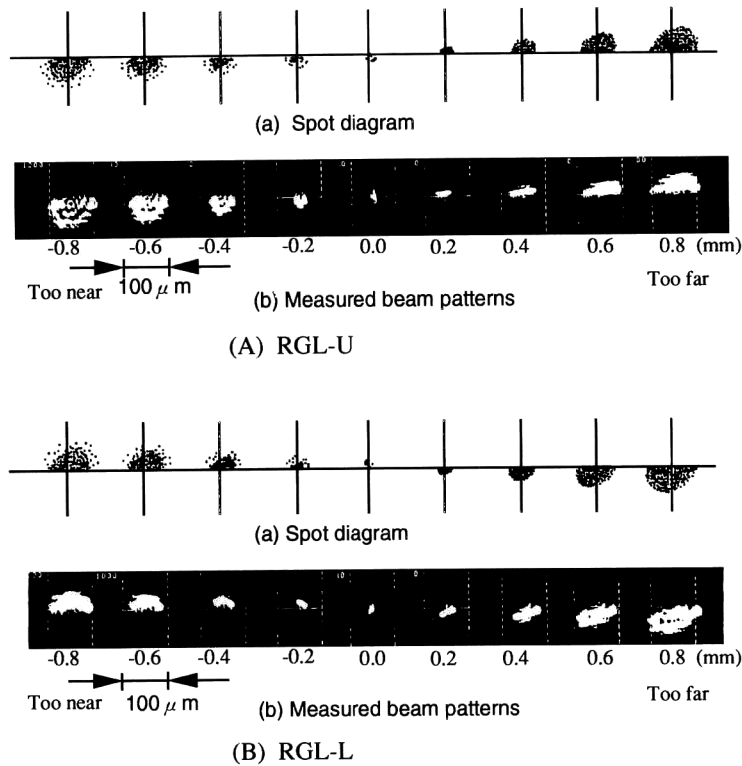 (a) Spot diagram
-0.8 -0.6 -0.4 -0.2 0.0 0.2 0.4 0.6 0.8 (mm)
Too near 100 μ m Too far
(b) Measured beam patterns
(A) RGL-U
(a) Spot diagram
-0.8 -0.6 -0.4 -0.2 0.0 0.2 0.4 0.6 0.8 (mm)
Too near 100 μ m Too far
(b) Measured beam patterns
(B) RGL-L